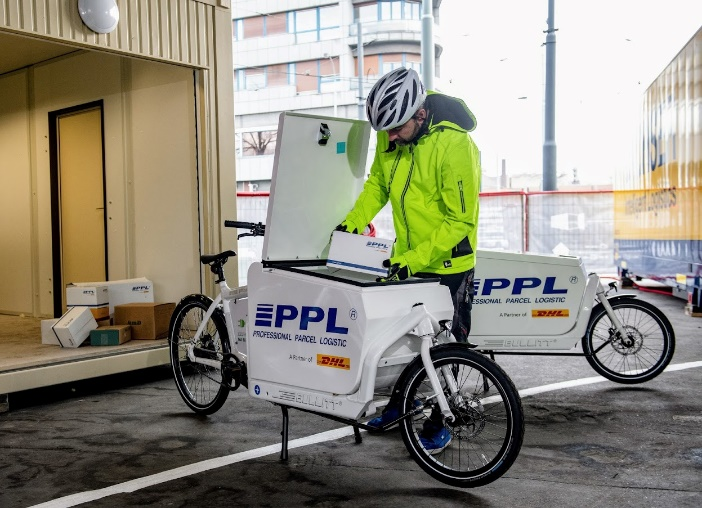 PPL
PPL
PPL
PROFESSIONAL PARCEL LOGISTIC
A Partner of DHL
BULLITT
PPL
PROFESSIONAL PARCEL LOGISTIC
A Partner of DHL
BULLITT